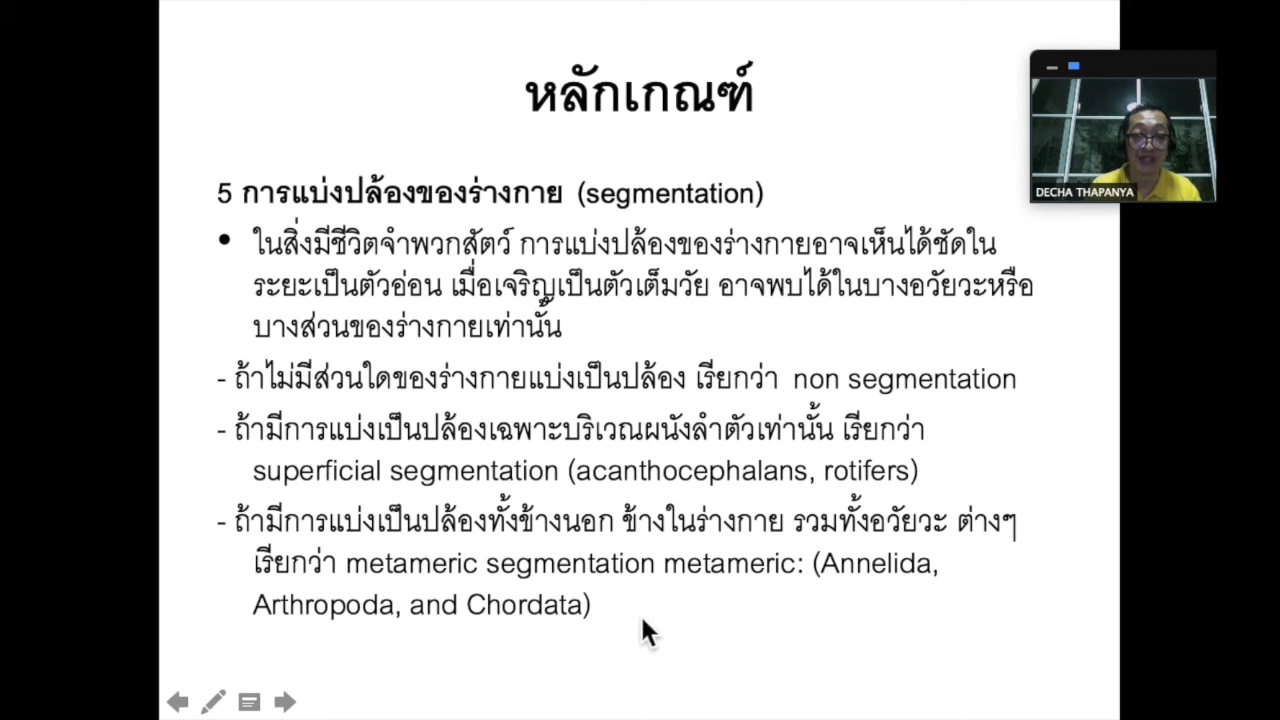 หลักเกณฑ์
DECHA THAPANYA
5 การแบ่งปล้องของร่างกาย (segmentation)
• ในสิ่งมีชีวิตจำพวกสัตว์ การแบ่งปล้องของร่างกายอาจเห็นได้ชัดใน
ระยะเป็นตัวอ่อน เมื่อเจริญเป็นตัวเต็มวัย อาจพบได้ในบางอวัยวะหรือ
บางส่วนของร่างกายเท่านั้น
- ถ้าไม่มีส่วนใดของร่างกายแบ่งเป็นปล้อง เรียกว่า non segmentation
- ถ้ามีการแบ่งเป็นปล้องเฉพาะบริเวณผนังลำตัวเท่านั้น เรียกว่า
superficial segmentation (acanthocephalans, rotifers)
- ถ้ามีการแบ่งเป็นปล้องทั้งข้างนอก ข้างในร่างกาย รวมทั้งอวัยวะ ต่างๆ
เรียกว่า metameric segmentation metameric: (Annelida,
Arthropoda, and Chordata)